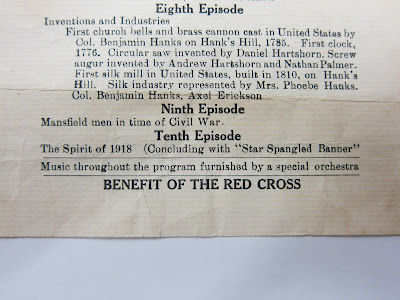 Eighth Episode
Inventions and Industries
First church bells and brass cannon cast in United States by
Col. Benjamin Hanks on Hank's Hill, 1785. First clock,
1776. Circular saw invented by Daniel Hartshorn. Screw
augur invented by Andrew Hartshorn and Nathan Palmer.
First silk mill in United States, built in 1810, on Hank's
Hill. Silk industry represented by Mrs. Phoebe Hanks.
Col. Benjamin Hanks, Axel Erickson
Ninth Episode
Mansfield men in time of Civil War.
Tenth Episode
The Spirit of 1918 (Concluding with "Star Spangled Banner"
Music throughout the program furnished by a special orchestra
BENEFIT OF THE RED CROSS